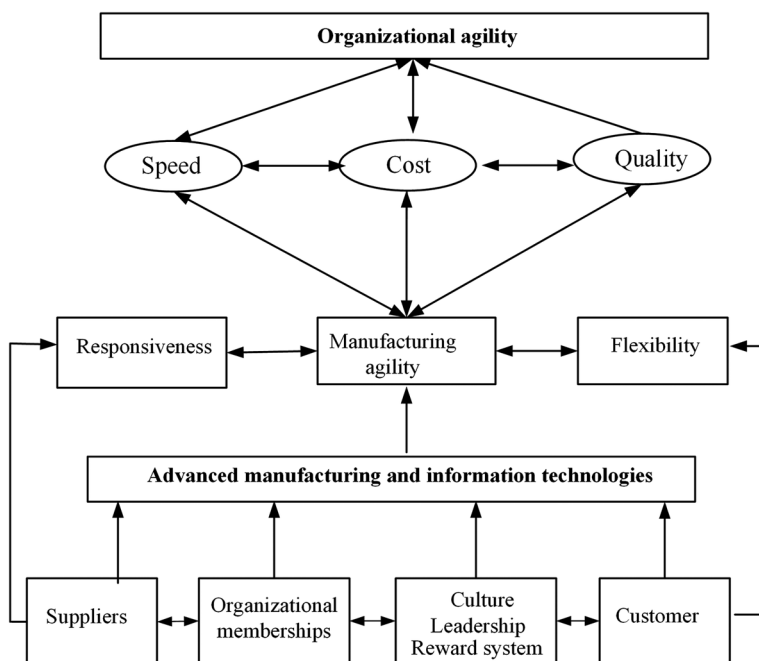 Organizational agility
Speed
Cost
Quality
Responsiveness
Manufacturing
agility
Flexibility
Advanced manufacturing and information technologies
Suppliers
Organizational
memberships
Culture
Leadership
Reward system
Customer